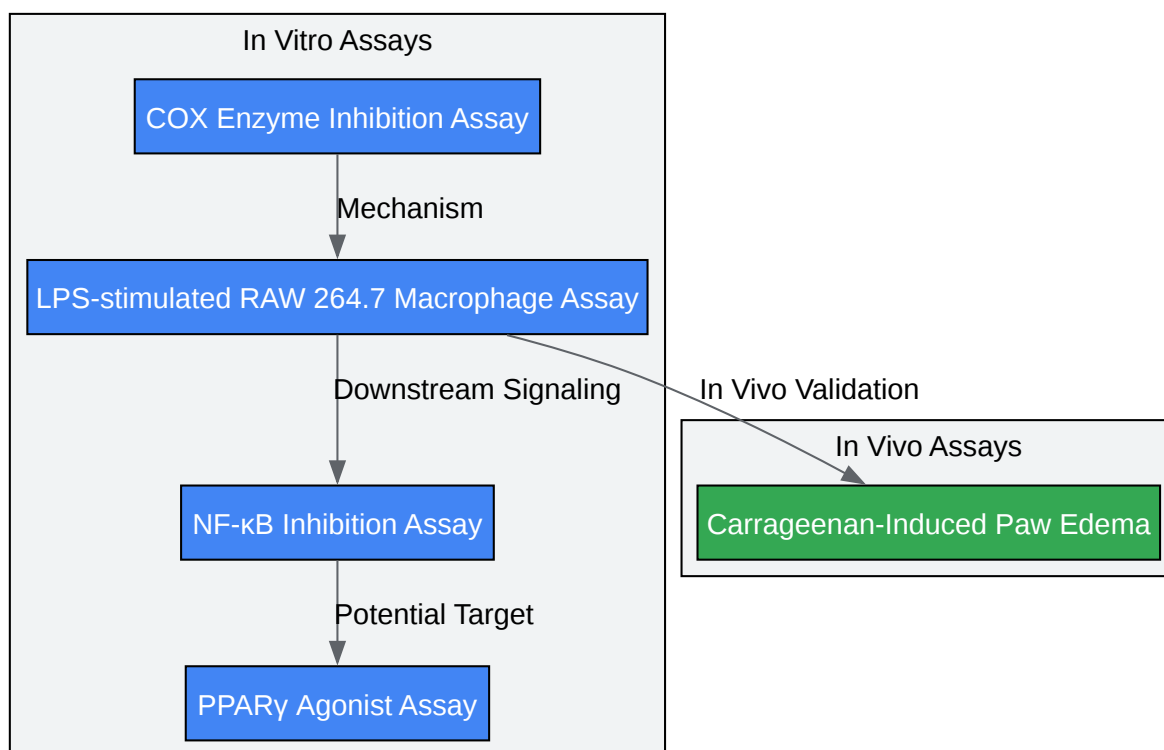 In Vitro Assays
COX Enzyme Inhibition Assay
Mechanism
LPS-stimulated RAW 264.7 Macrophage Assay
Downstream Signaling
In Vivo Validation
In Vivo Assays
NF-κB Inhibition Assay
Carrageenan-Induced Paw Edema
Potential Target
PPARγ Agonist Assay